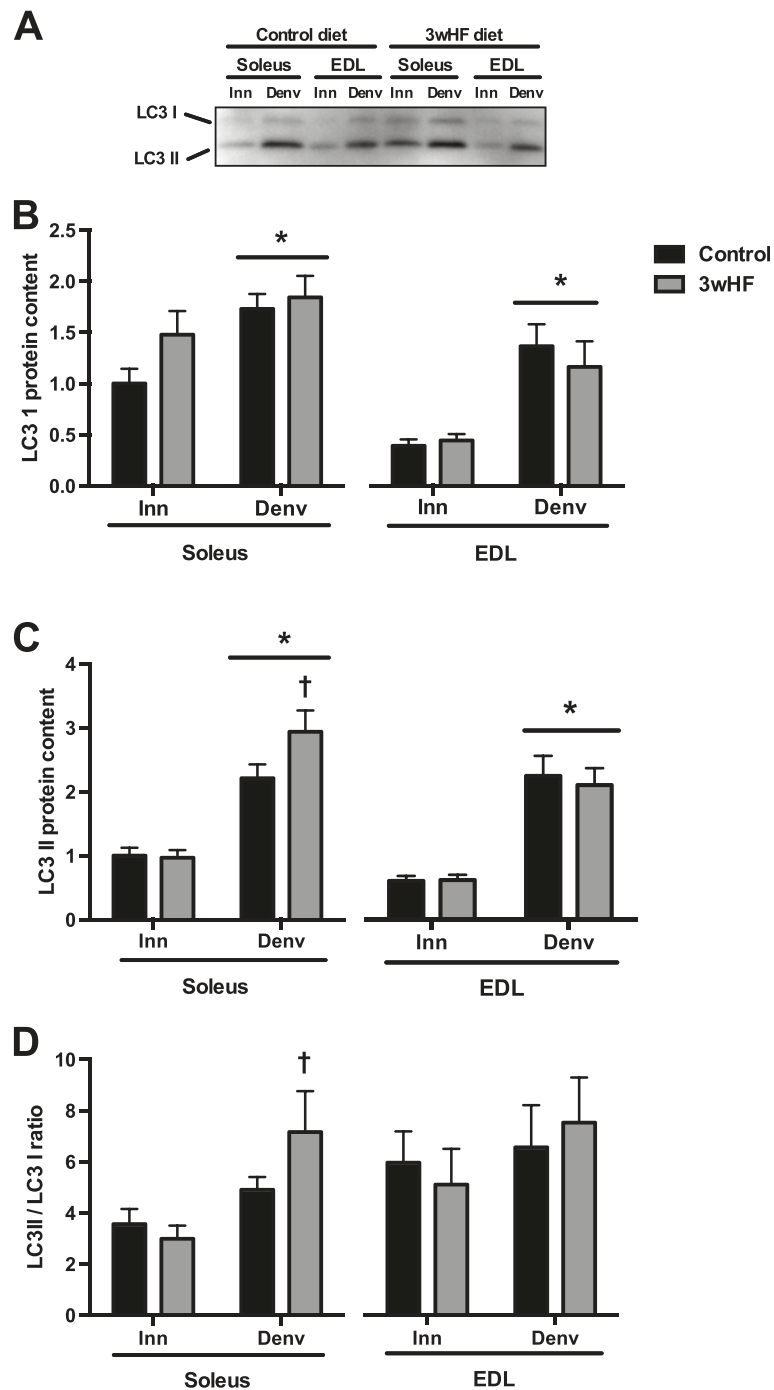 A
Control diet 3wHF diet
Soleus EDL Soleus EDL
Inn Denv Inn Denv Inn Denv Inn Denv
LC3 I
LC3 II
B
LC3 1 protein content
2.5
2.0
1.5
1.0
0.5
0.0
*
*
Control
3wHF
Inn Denv Inn Denv
Soleus EDL
C
LC3 II protein content
4
3
2
1
0
*
†
*
Inn Denv Inn Denv
Soleus EDL
D
LC3II / LC3 I ratio
10
8
6
4
2
0
†
Inn Denv Inn Denv
Soleus EDL